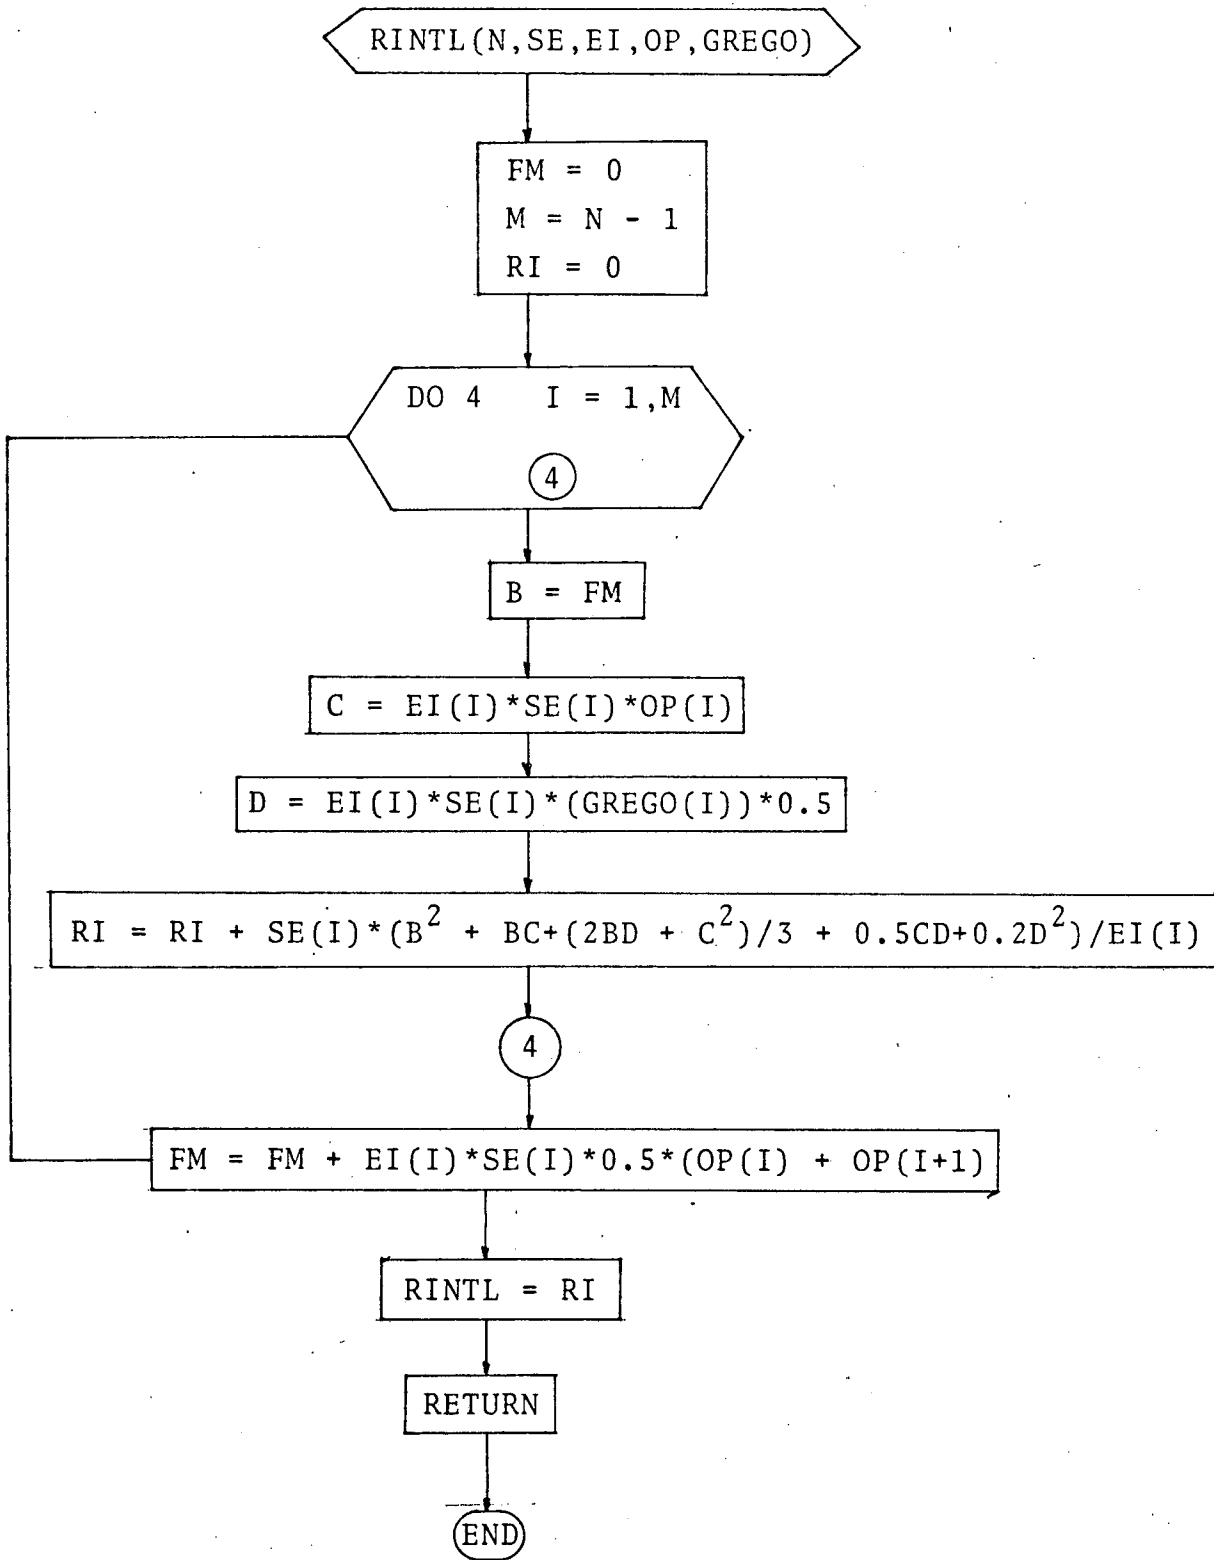 RINTL(N,SE,EI,OP,GREGO)
FM = 0
M = N - 1
RI = 0
DO 4 I = 1,M
4
B = FM
C = EI(I)*SE(I)*OP(I)
D = EI(I)*SE(I)*(GREGO(I))*0.5
RI = RI + SE(I)*(B² + BC+(2BD + C²)/3 + 0.5CD+0.2D²)/EI(I)
4
FM = FM + EI(I)*SE(I)*0.5*(OP(I) + OP(I+1)
RINTL = RI
RETURN
END